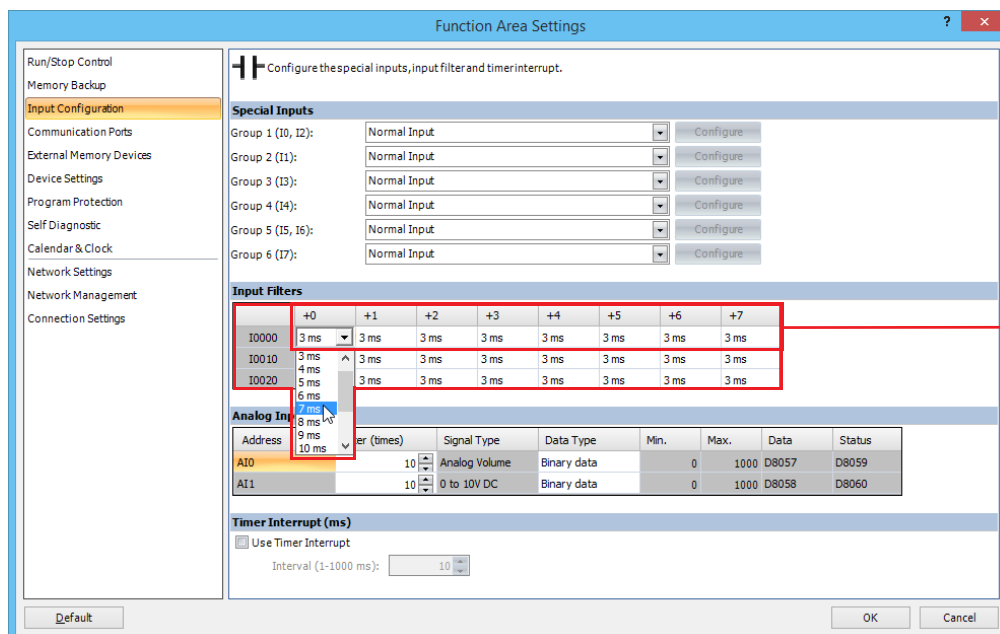 Function Area Settings
?
Run/Stop Control
Memory Backup
Input Configuration
Communication Ports
External Memory Devices
Device Settings
Program Protection
Self Diagnostic
Calendar & Clock
Network Settings
Network Management
Connection Settings
Configure the special inputs, input filter and timer interrupt.
Special Inputs
Group 1 (I0, I2): Normal Input Configure
Group 2 (I1): Normal Input Configure
Group 3 (I3): Normal Input Configure
Group 4 (I4): Normal Input Configure
Group 5 (I5, I6): Normal Input Configure
Group 6 (I7): Normal Input Configure
Input Filters
+0 +1 +2 +3 +4 +5 +6 +7
I0000 3 ms 3 ms 3 ms 3 ms 3 ms 3 ms 3 ms 3 ms
I0010 3 ms 3 ms 3 ms 3 ms 3 ms 3 ms 3 ms
I0020 3 ms 3 ms 3 ms 3 ms 3 ms 3 ms 3 ms
3 ms
4 ms
5 ms
6 ms
7 ms
8 ms
9 ms
10 ms
Analog Inp
Address er (times) Signal Type Data Type Min. Max. Data Status
AI0 10 Analog Volume Binary data 0 1000 D8057 D8059
AI1 10 0 to 10V DC Binary data 0 1000 D8058 D8060
Timer Interrupt (ms)
Use Timer Interrupt
Interval (1-1000 ms): 10
Default OK Cancel